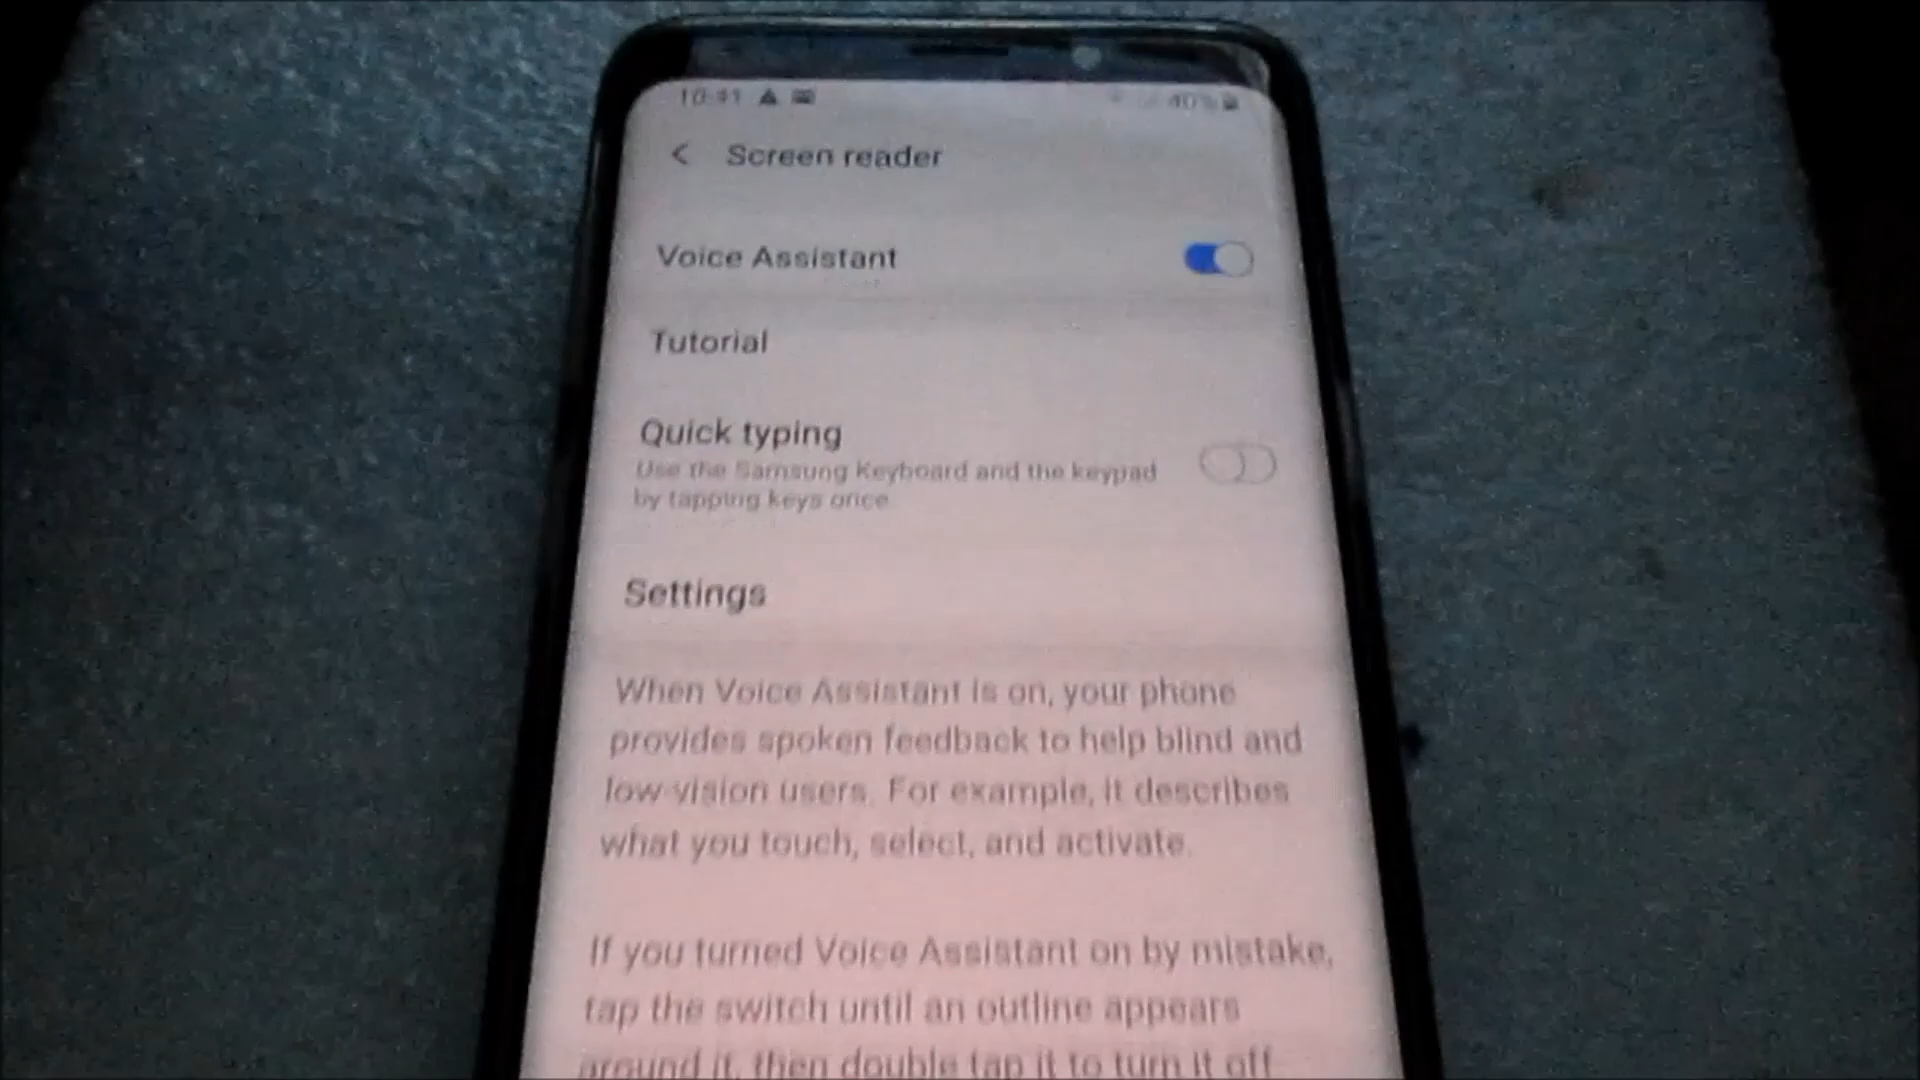 10:41
40%
Screen reader
Voice Assistant
Tutorial
Quick typing
Use the Samsung Keyboard and the keypad
by tapping keys once.
Settings
When Voice Assistant is on, your phone
provides spoken feedback to help blind and
low-vision users. For example, it describes
what you touch, select, and activate.
If you turned Voice Assistant on by mistake,
tap the switch until an outline appears
around it, then double tap it to turn it off